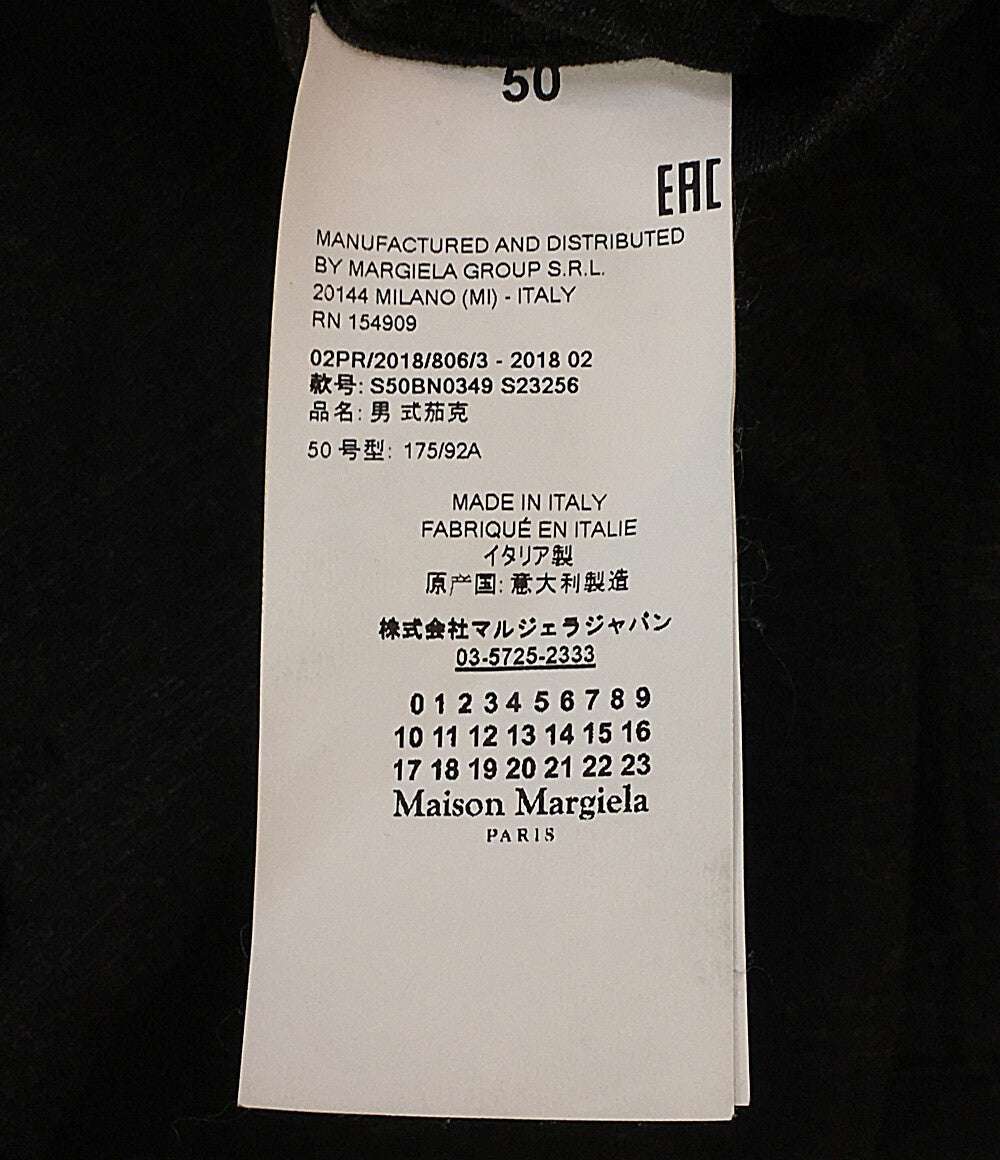 50
EAC
MANUFACTURED AND DISTRIBUTED
BY MARGIELA GROUP S.R.L.
20144 MILANO (MI) - ITALY
RN 154909
02PR/2018/806/3 - 2018 02
款号: S50BN0349 S23256
品名: 男 式茄克
50 号型: 175/92A
MADE IN ITALY
FABRIQUÉ EN ITALIE
イタリア製
原产国: 意大利製造
株式会社マルジェラジャパン
03-5725-2333
0 1 2 3 4 5 6 7 8 9
10 11 12 13 14 15 16
17 18 19 20 21 22 23
Maison Margiela
PARIS